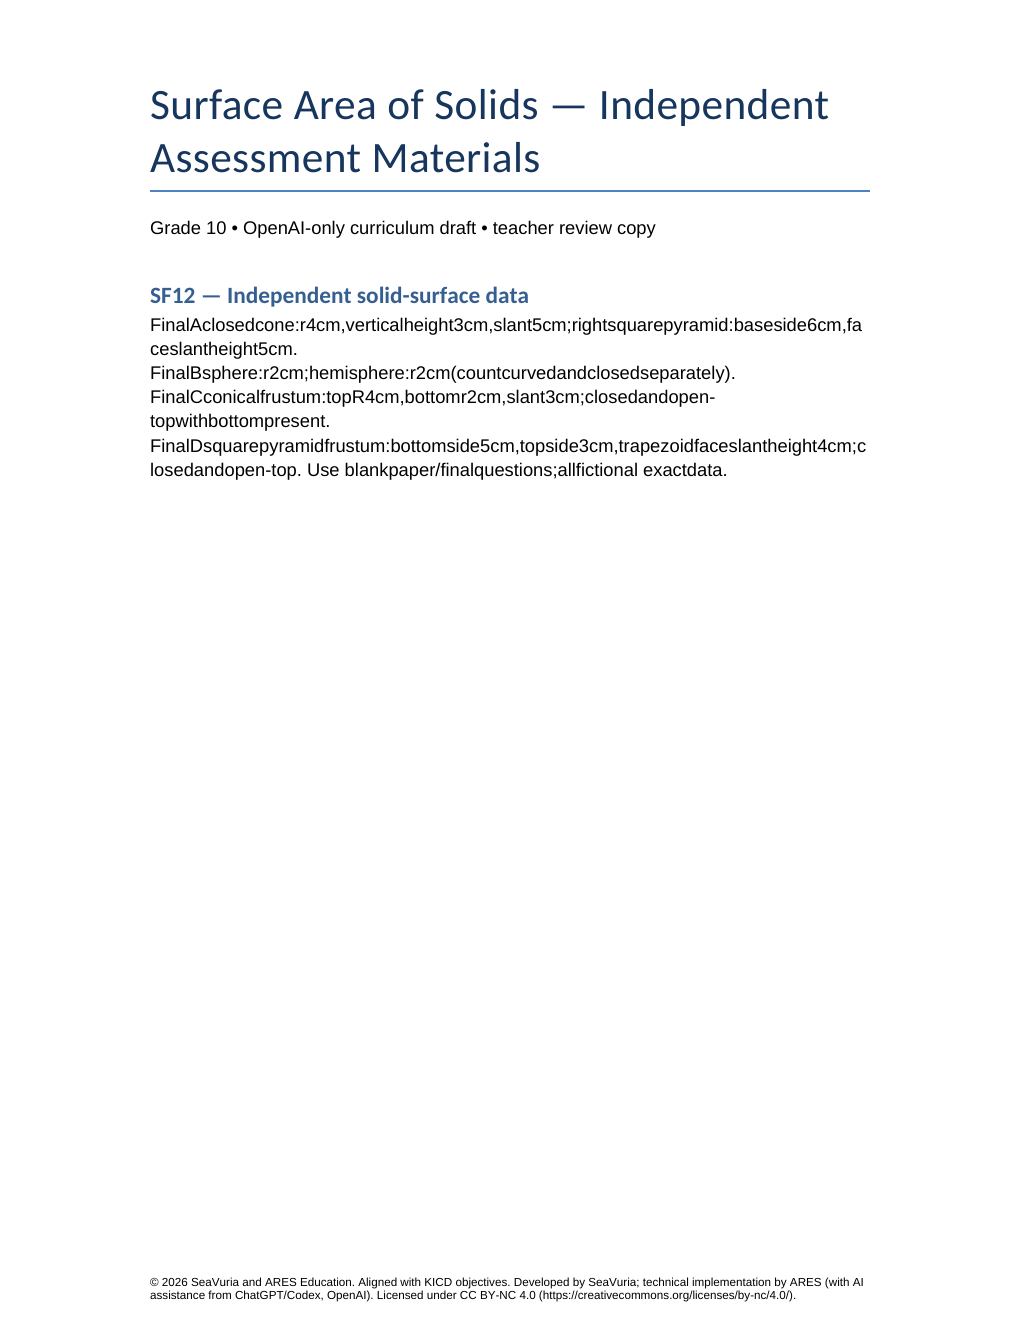 Surface Area of Solids — Independent
Assessment Materials
Grade 10 • OpenAI-only curriculum draft • teacher review copy
SF12 — Independent solid-surface data
FinalAclosedcone:r4cm,verticalheight3cm,slant5cm;rightsquarepyramid:baseside6cm,fa
ceslantheight5cm.
FinalBsphere:r2cm;hemisphere:r2cm(countcurvedandclosedseparately).
FinalCconicalfrustum:topR4cm,bottomr2cm,slant3cm;closedandopen-
topwithbottompresent.
FinalDsquarepyramidfrustum:bottomside5cm,topside3cm,trapezoidfaceslantheight4cm;c
losedandopen-top. Use blankpaper/finalquestions;allfictional exactdata.
© 2026 SeaVuria and ARES Education. Aligned with KICD objectives. Developed by SeaVuria; technical implementation by ARES (with AI
assistance from ChatGPT/Codex, OpenAI). Licensed under CC BY-NC 4.0 (https://creativecommons.org/licenses/by-nc/4.0/).